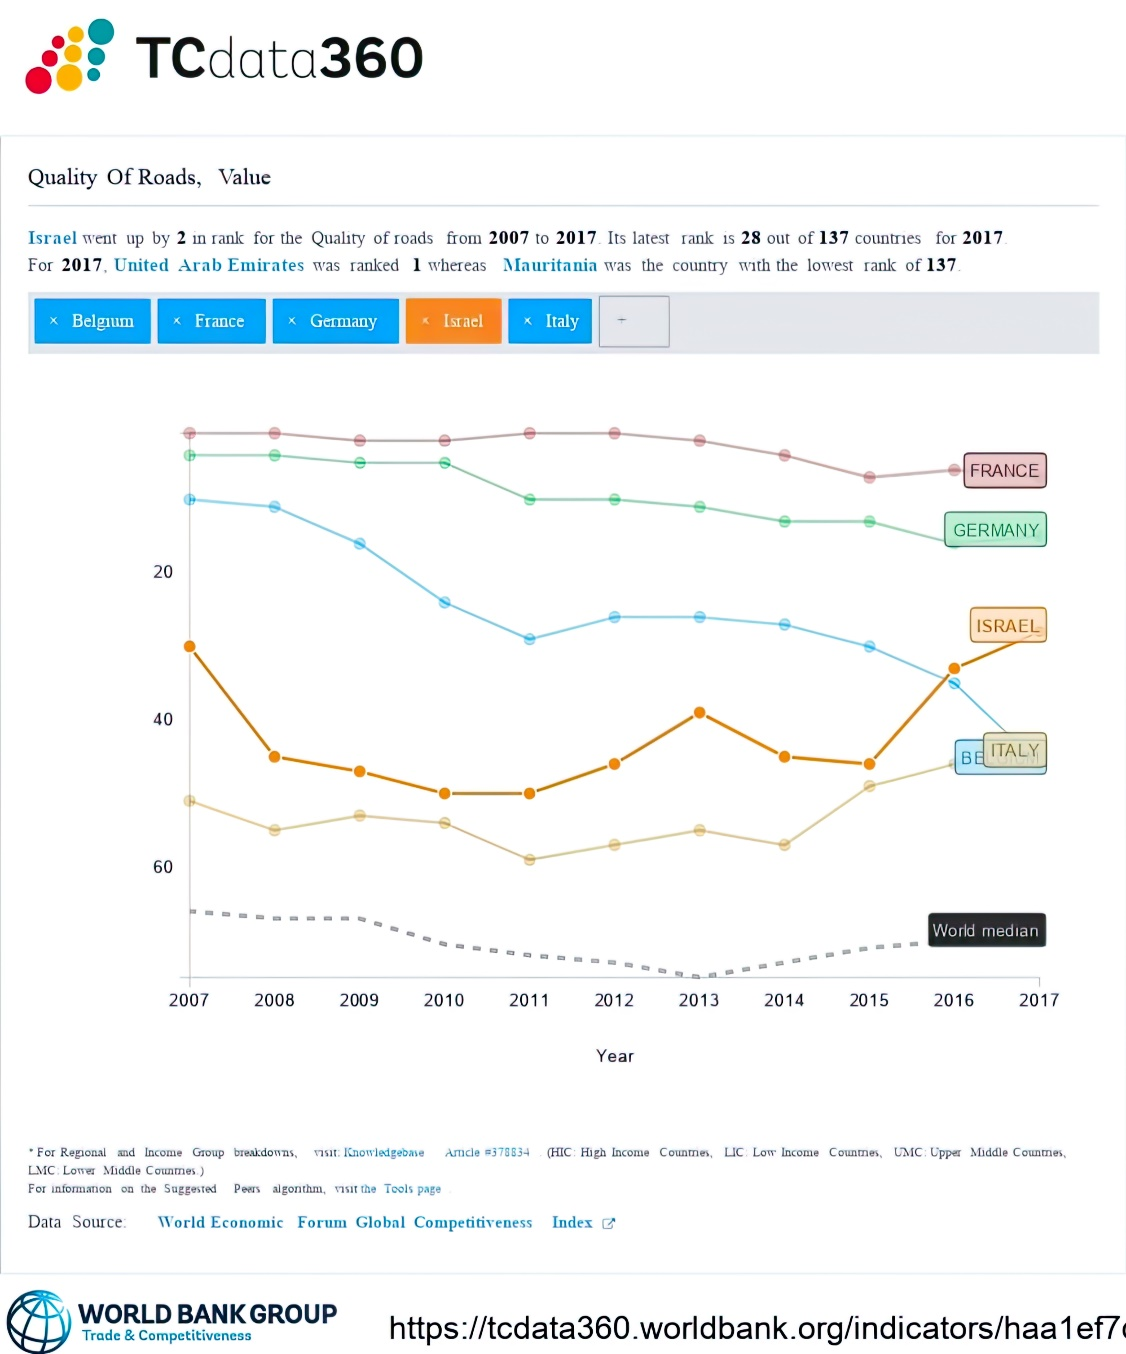 TCdata360
Quality Of Roads, Value
Israel went up by 2 in rank for the Quality of roads from 2007 to 2017. Its latest rank is 28 out of 137 countries for 2017.
For 2017, United Arab Emirates was ranked 1 whereas Mauritania was the country with the lowest rank of 137.
× Belgium × France × Germany × Israel × Italy +
FRANCE
GERMANY
20
ISRAEL
40
ITALY
60
World median
2007 2008 2009 2010 2011 2012 2013 2014 2015 2016 2017
Year
* For Regional and Income Group breakdowns, visit: Knowledgebase Article #378834 . (HIC: High Income Countries, LIC: Low Income Countries, UMC: Upper Middle Countries,
LMC: Lower Middle Countries.)
For information on the Suggested Peers algorithm, visit the Tools page .
Data Source: World Economic Forum Global Competitiveness Index
WORLD BANK GROUP
Trade & Competitiveness
https://tcdata360.worldbank.org/indicators/haa1ef7